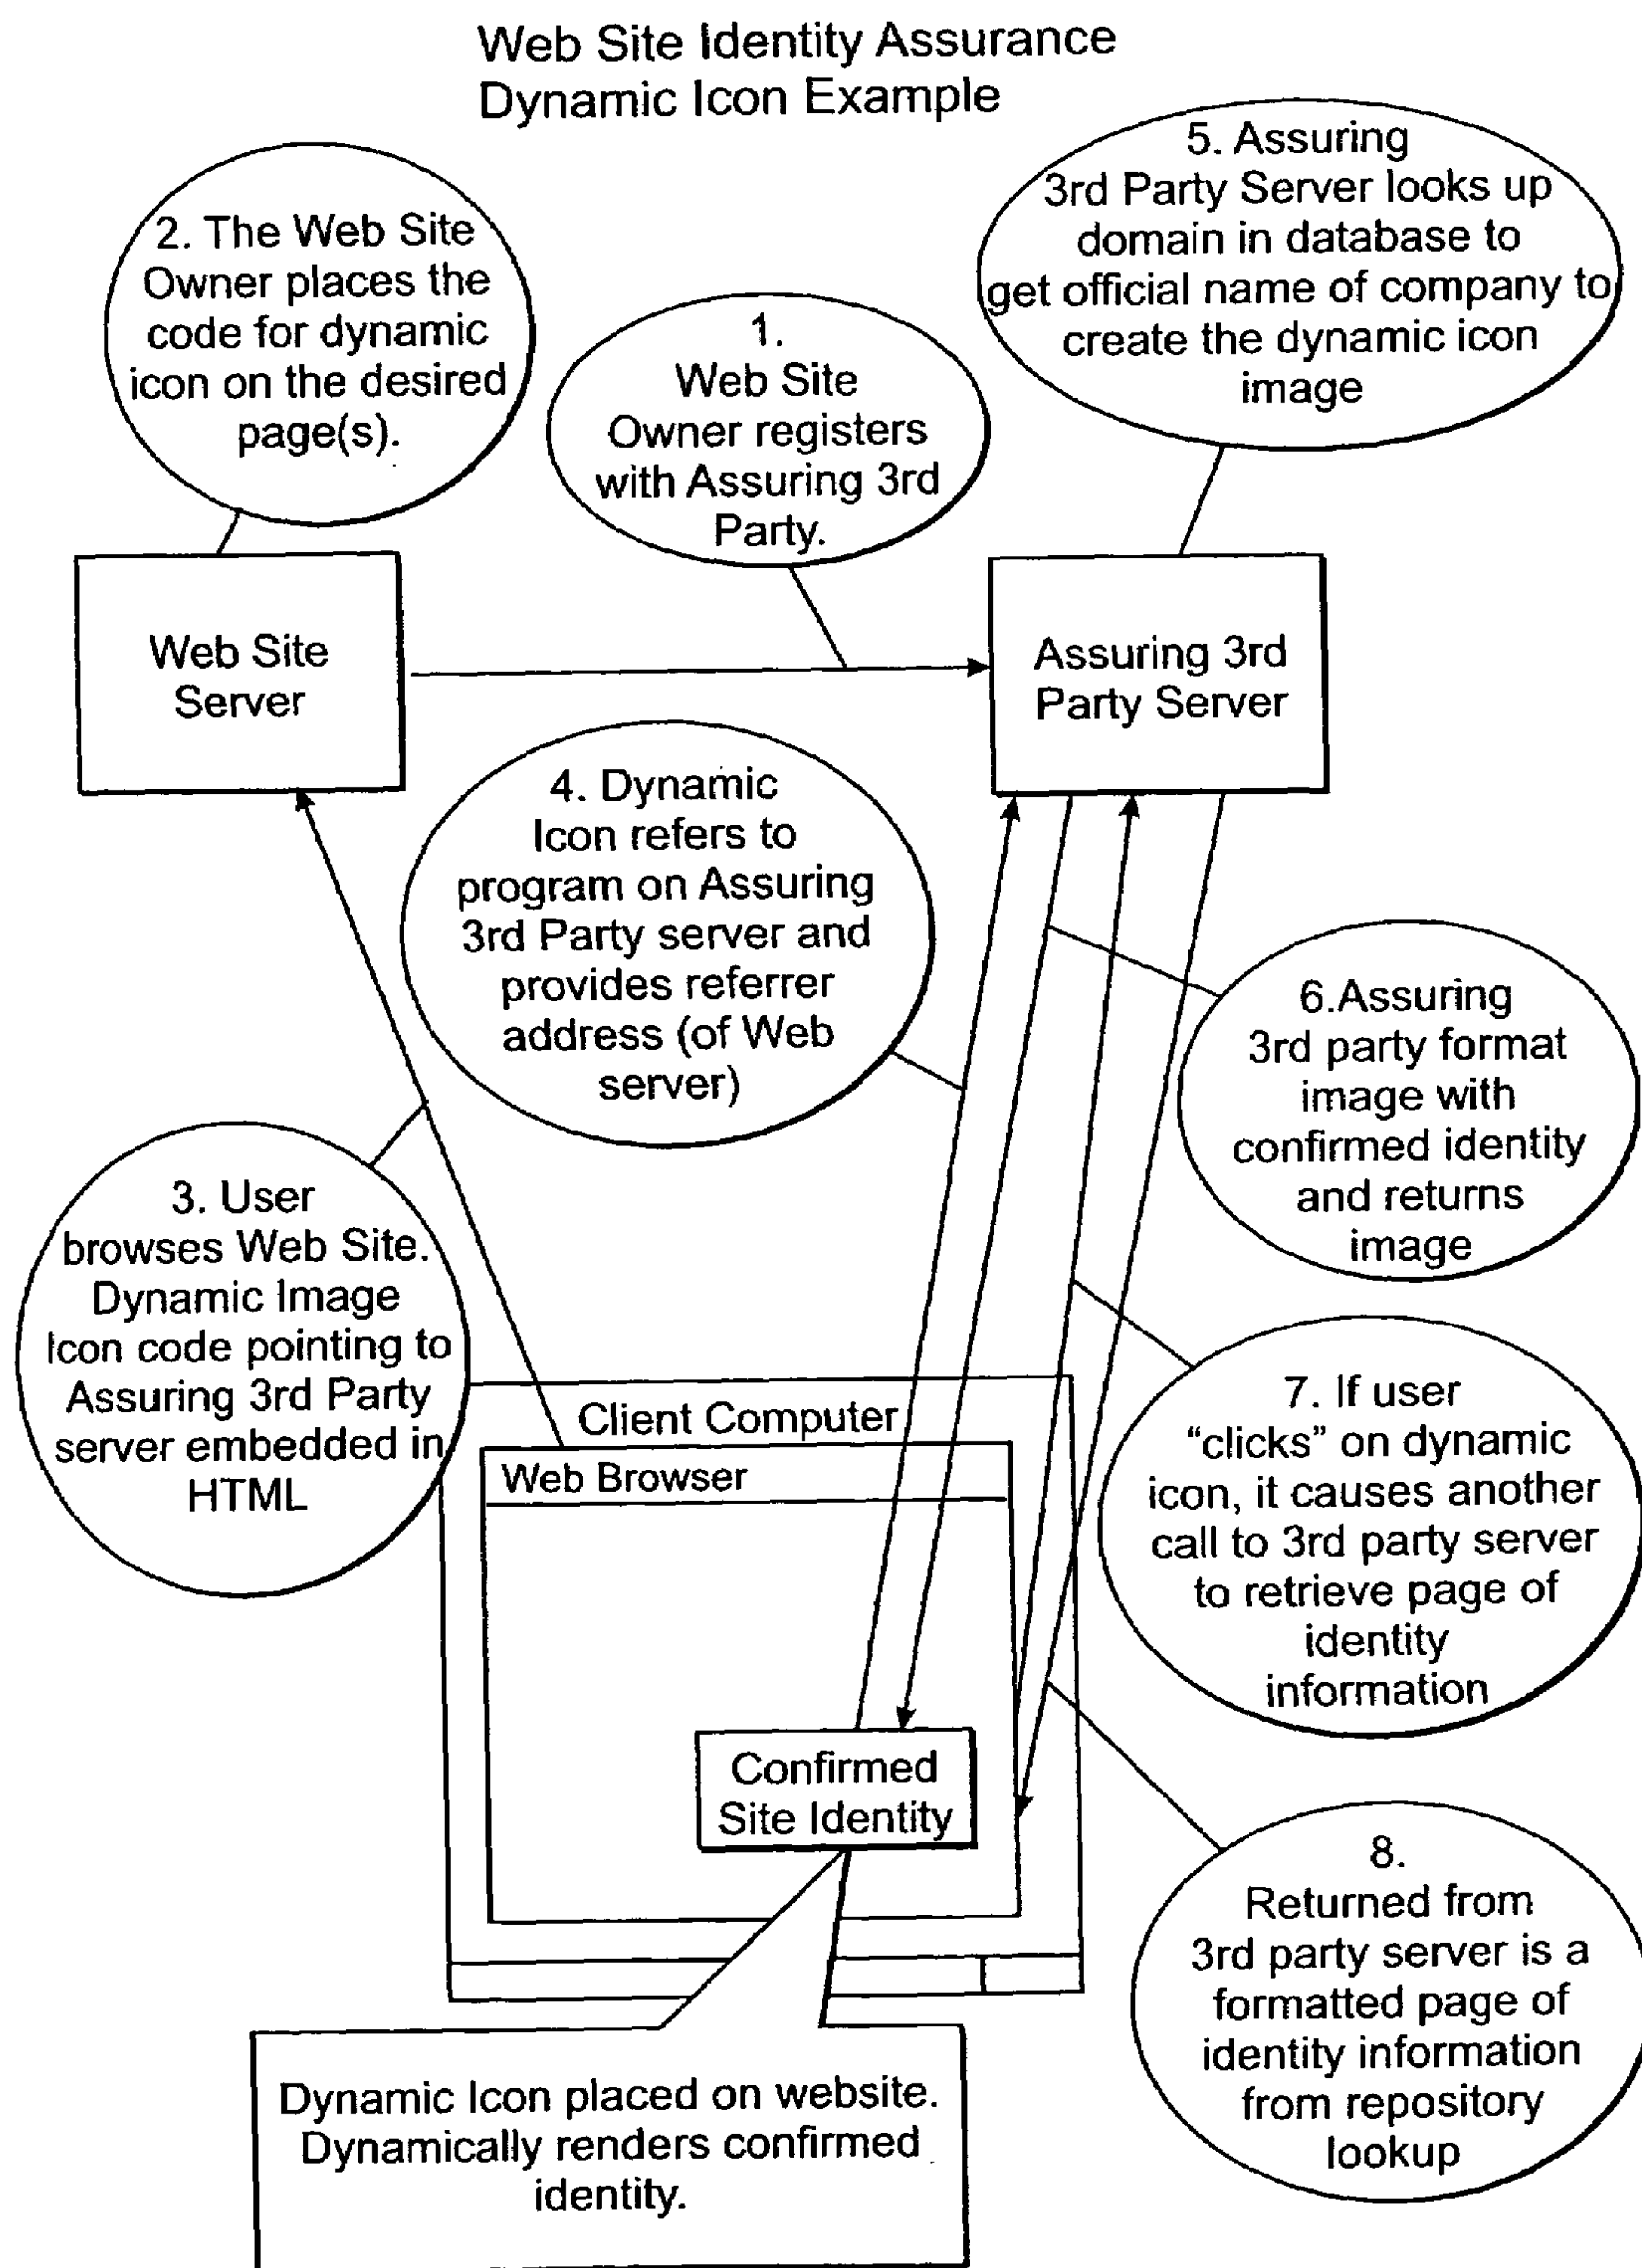 Web Site Identity Assurance
Dynamic Icon Example
2. The Web Site
Owner places the
code for dynamic
icon on the desired
page(s).
1.
Web Site
Owner registers
with Assuring 3rd
Party.
5. Assuring
3rd Party Server looks up
domain in database to
get official name of company to
create the dynamic icon
image
Web Site
Server
Assuring 3rd
Party Server
4. Dynamic
Icon refers to
program on Assuring
3rd Party server and
provides referrer
address (of Web
server)
6.Assuring
3rd party format
image with
confirmed identity
and returns
image
3. User
browses Web Site.
Dynamic Image
Icon code pointing to
Assuring 3rd Party
server embedded in
HTML
Client Computer
Web Browser
7. If user
“clicks” on dynamic
icon, it causes another
call to 3rd party server
to retrieve page of
identity
information
Confirmed
Site Identity
8.
Returned from
3rd party server is a
formatted page of
identity information
from repository
lookup
Dynamic Icon placed on website.
Dynamically renders confirmed
identity.